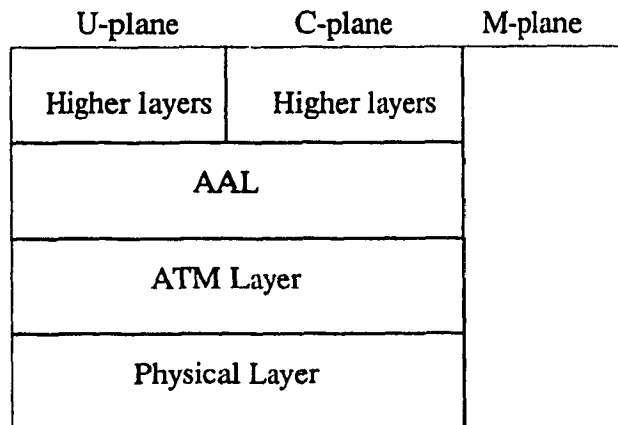 U-plane C-plane M-plane
Higher layers Higher layers
AAL
ATM Layer
Physical Layer